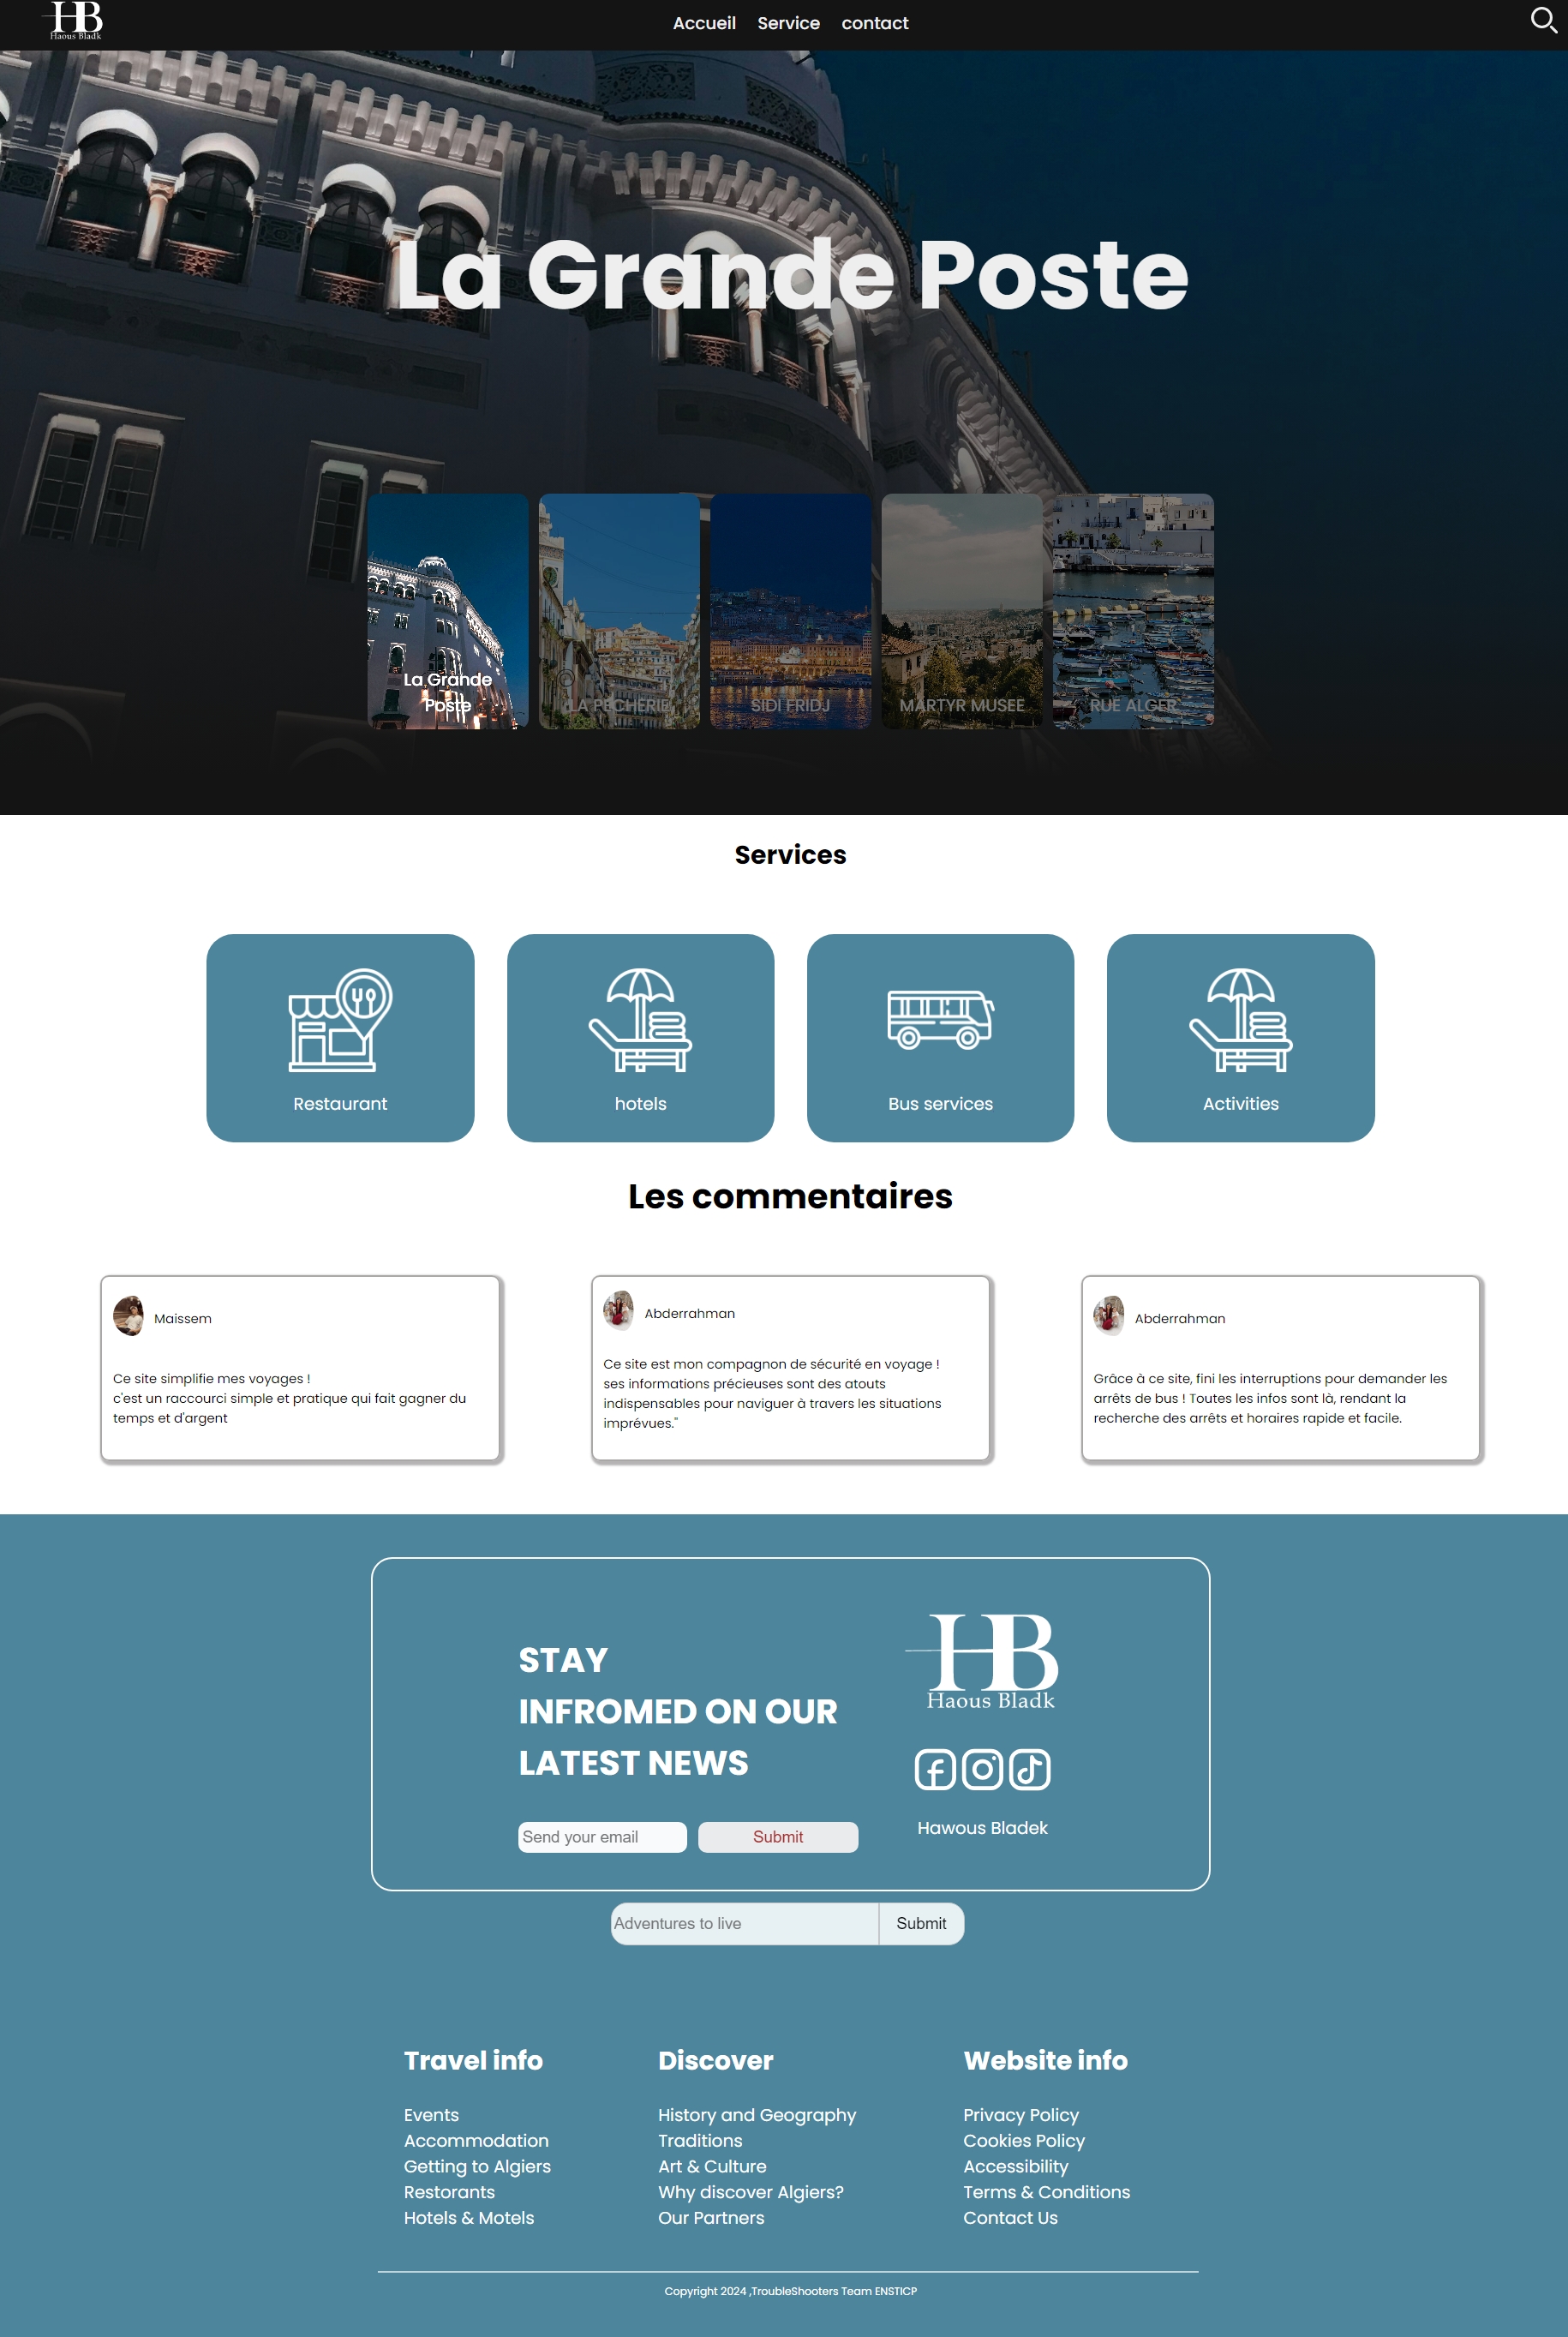 HB
Haous Bladk
Accueil Service contact
La Grande Poste
La Grande
Poste
LA PECHERIE
SIDI FRIDJ
MARTYR MUSEE
RUE ALGER
Services
Restaurant
hotels
Bus services
Activities
Les commentaires
Maissem
Ce site simplifie mes voyages !
c'est un raccourci simple et pratique qui fait gagner du
temps et d'argent
Abderrahman
Ce site est mon compagnon de sécurité en voyage !
ses informations précieuses sont des atouts
indispensables pour naviguer à travers les situations
imprévues."
Abderrahman
Grâce à ce site, fini les interruptions pour demander les
arrêts de bus ! Toutes les infos sont là, rendant la
recherche des arrêts et horaires rapide et facile.
STAY
INFROMED ON OUR
LATEST NEWS
Send your email
Submit
HB
Haous Bladk
Hawous Bladek
Adventures to live
Submit
Travel info
Events
Accommodation
Getting to Algiers
Restorants
Hotels & Motels
Discover
History and Geography
Traditions
Art & Culture
Why discover Algiers?
Our Partners
Website info
Privacy Policy
Cookies Policy
Accessibility
Terms & Conditions
Contact Us
Copyright 2024 ,TroubleShooters Team ENSTICP